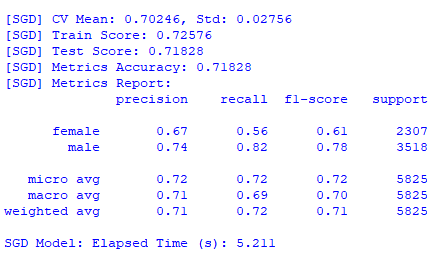 [SGD] CV Mean: 0.70246, Std: 0.02756
[SGD] Train Score: 0.72576
[SGD] Test Score: 0.71828
[SGD] Metrics Accuracy: 0.71828
[SGD] Metrics Report:
precision recall f1-score support
female 0.67 0.56 0.61 2307
male 0.74 0.82 0.78 3518
micro avg 0.72 0.72 0.72 5825
macro avg 0.71 0.69 0.70 5825
weighted avg 0.71 0.72 0.71 5825
SGD Model: Elapsed Time (s): 5.211